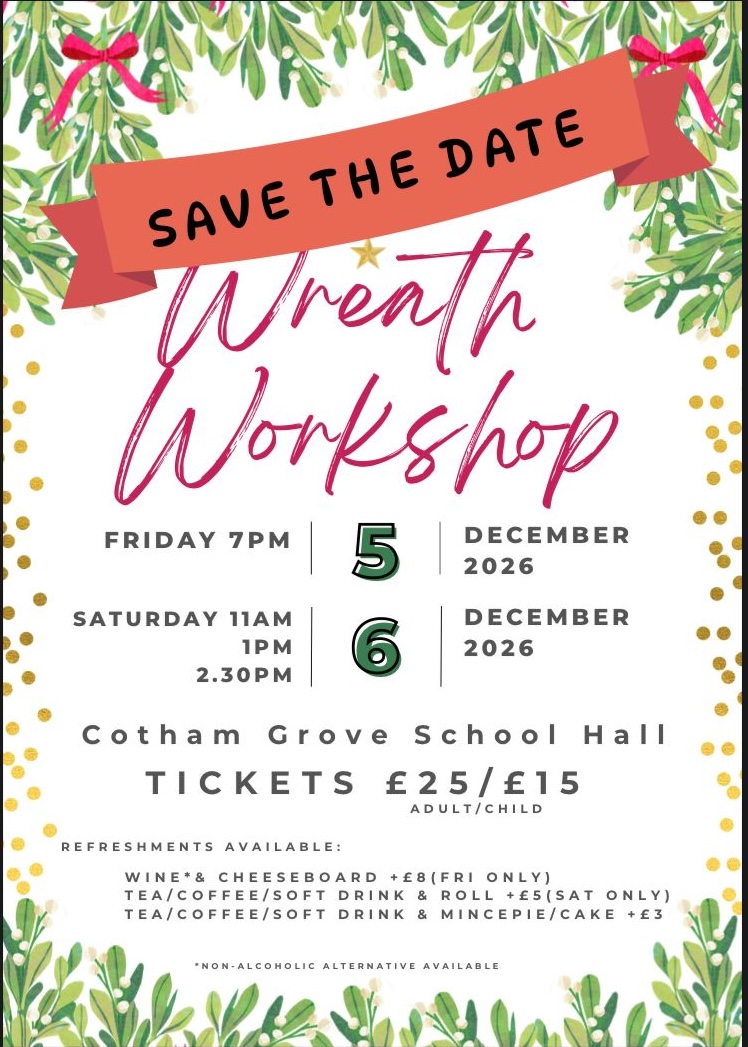 SAVE THE DATE
Wreath
Workshop
FRIDAY 7PM
5
DECEMBER
2026
SATURDAY 11AM
1PM
2.30PM
6
DECEMBER
2026
Cotham Grove School Hall
TICKETS £25/£15
ADULT/CHILD
REFRESHMENTS AVAILABLE:
WINE*& CHEESEBOARD +£8(FRI ONLY)
TEA/COFFEE/SOFT DRINK & ROLL +£5(SAT ONLY)
TEA/COFFEE/SOFT DRINK & MINCEPIE/CAKE +£3
*NON-ALCOHOLIC ALTERNATIVE AVAILABLE